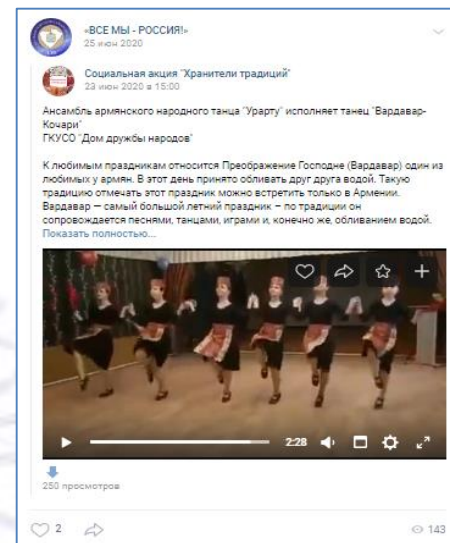 «ВСЕ МЫ - РОССИЯ!»
25 июн 2020
Социальная акция "Хранители традиций"
23 июн 2020 в 15:00
Ансамбль армянского народного танца "Урарту" исполняет танец "Вардавар-
Кочари"
ГКУСО "Дом дружбы народов"
К любимым праздникам относится Преображение Господне (Вардавар) один из
любимых у армян. В этот день принято обливать друг друга водой. Такую
традицию отмечать этот праздник можно встретить только в Армении.
Вардавар — самый большой летний праздник – по традиции он
сопровождается песнями, танцами, играми и, конечно же, обливанием водой.
Показать полностью...
2:28
250 просмотров
2
143